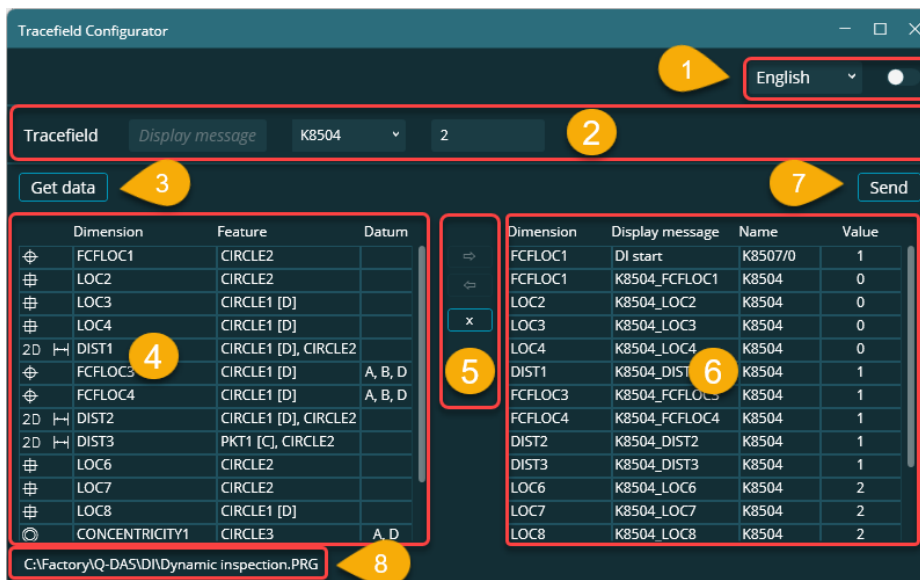 Tracefield Configurator
1
English
Tracefield Display message K8504 2 2
Get data 3 7 Send
Dimension Feature Datum Dimension Display message Name Value
FCFLOC1 CIRCLE2 FCFLOC1 DI start K8507/0 1
LOC2 CIRCLE2 FCFLOC1 K8504_FCFLOC1 K8504 0
LOC3 CIRCLE1 [D] LOC2 K8504_LOC2 K8504 0
LOC4 CIRCLE1 [D] x LOC3 K8504_LOC3 K8504 0
2D DIST1 4 CIRCLE1 [D], CIRCLE2 LOC4 K8504_LOC4 K8504 0
FCFLOC3 CIRCLE1 [D] A, B, D 5 DIST1 6 K8504 1
FCFLOC4 CIRCLE1 [D] A, B, D FCFLOC3 K8504_FCFLOC3 K8504 1
2D DIST2 CIRCLE1 [D], CIRCLE2 FCFLOC4 K8504_FCFLOC4 K8504 1
2D DIST3 PKT1 [C], CIRCLE2 DIST2 K8504_DIST2 K8504 1
LOC6 CIRCLE2 DIST3 K8504_DIST3 K8504 1
LOC7 CIRCLE2 LOC6 K8504_LOC6 K8504 2
LOC8 CIRCLE1 [D] LOC7 K8504_LOC7 K8504 2
CONCENTRICITY1 CIRCLE3 A, D LOC8 K8504_LOC8 K8504 2
C:\Factory\Q-DAS\DI\Dynamic inspection.PRG 8